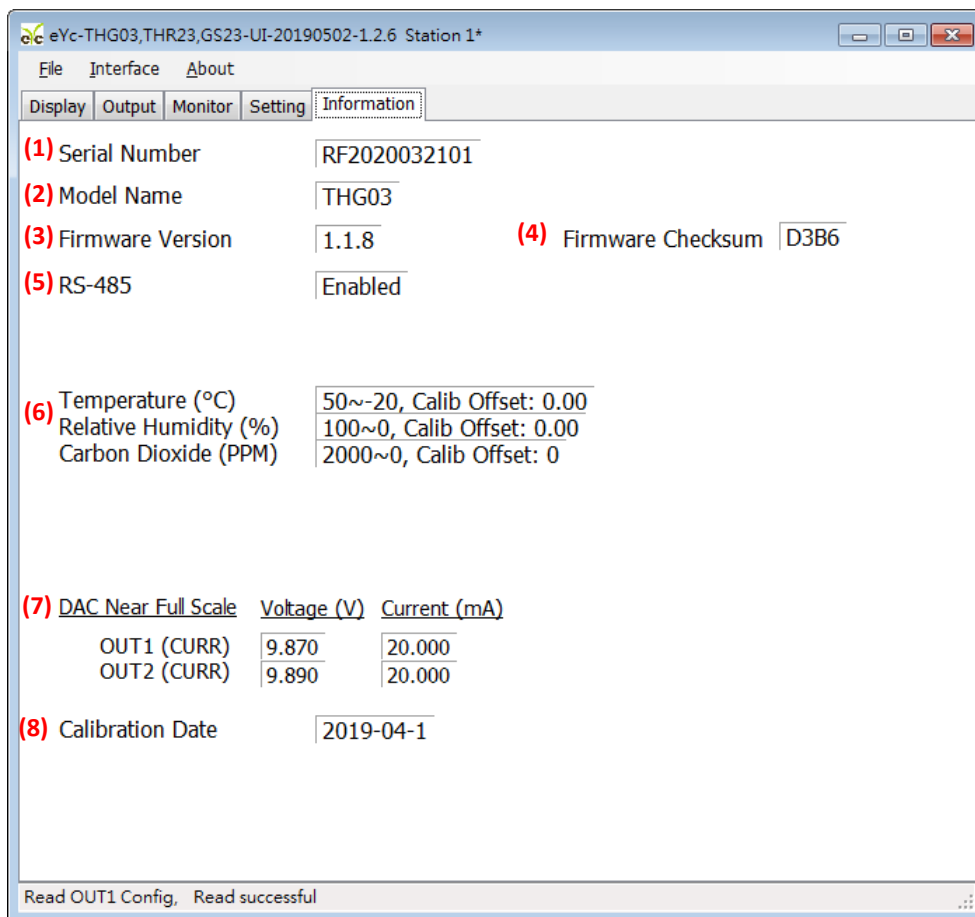 eYc eYc-THG03,THR23,GS23-UI-20190502-1.2.6 Station 1*
File Interface About
Display Output Monitor Setting Information
(1) Serial Number RF2020032101
(2) Model Name THG03
(3) Firmware Version 1.1.8 (4) Firmware Checksum D3B6
(5) RS-485 Enabled
(6) Temperature (°C) 50~-20, Calib Offset: 0.00
Relative Humidity (%) 100~0, Calib Offset: 0.00
Carbon Dioxide (PPM) 2000~0, Calib Offset: 0
(7) DAC Near Full Scale Voltage (V) Current (mA)
OUT1 (CURR) 9.870 20.000
OUT2 (CURR) 9.890 20.000
(8) Calibration Date 2019-04-1
Read OUT1 Config, Read successful